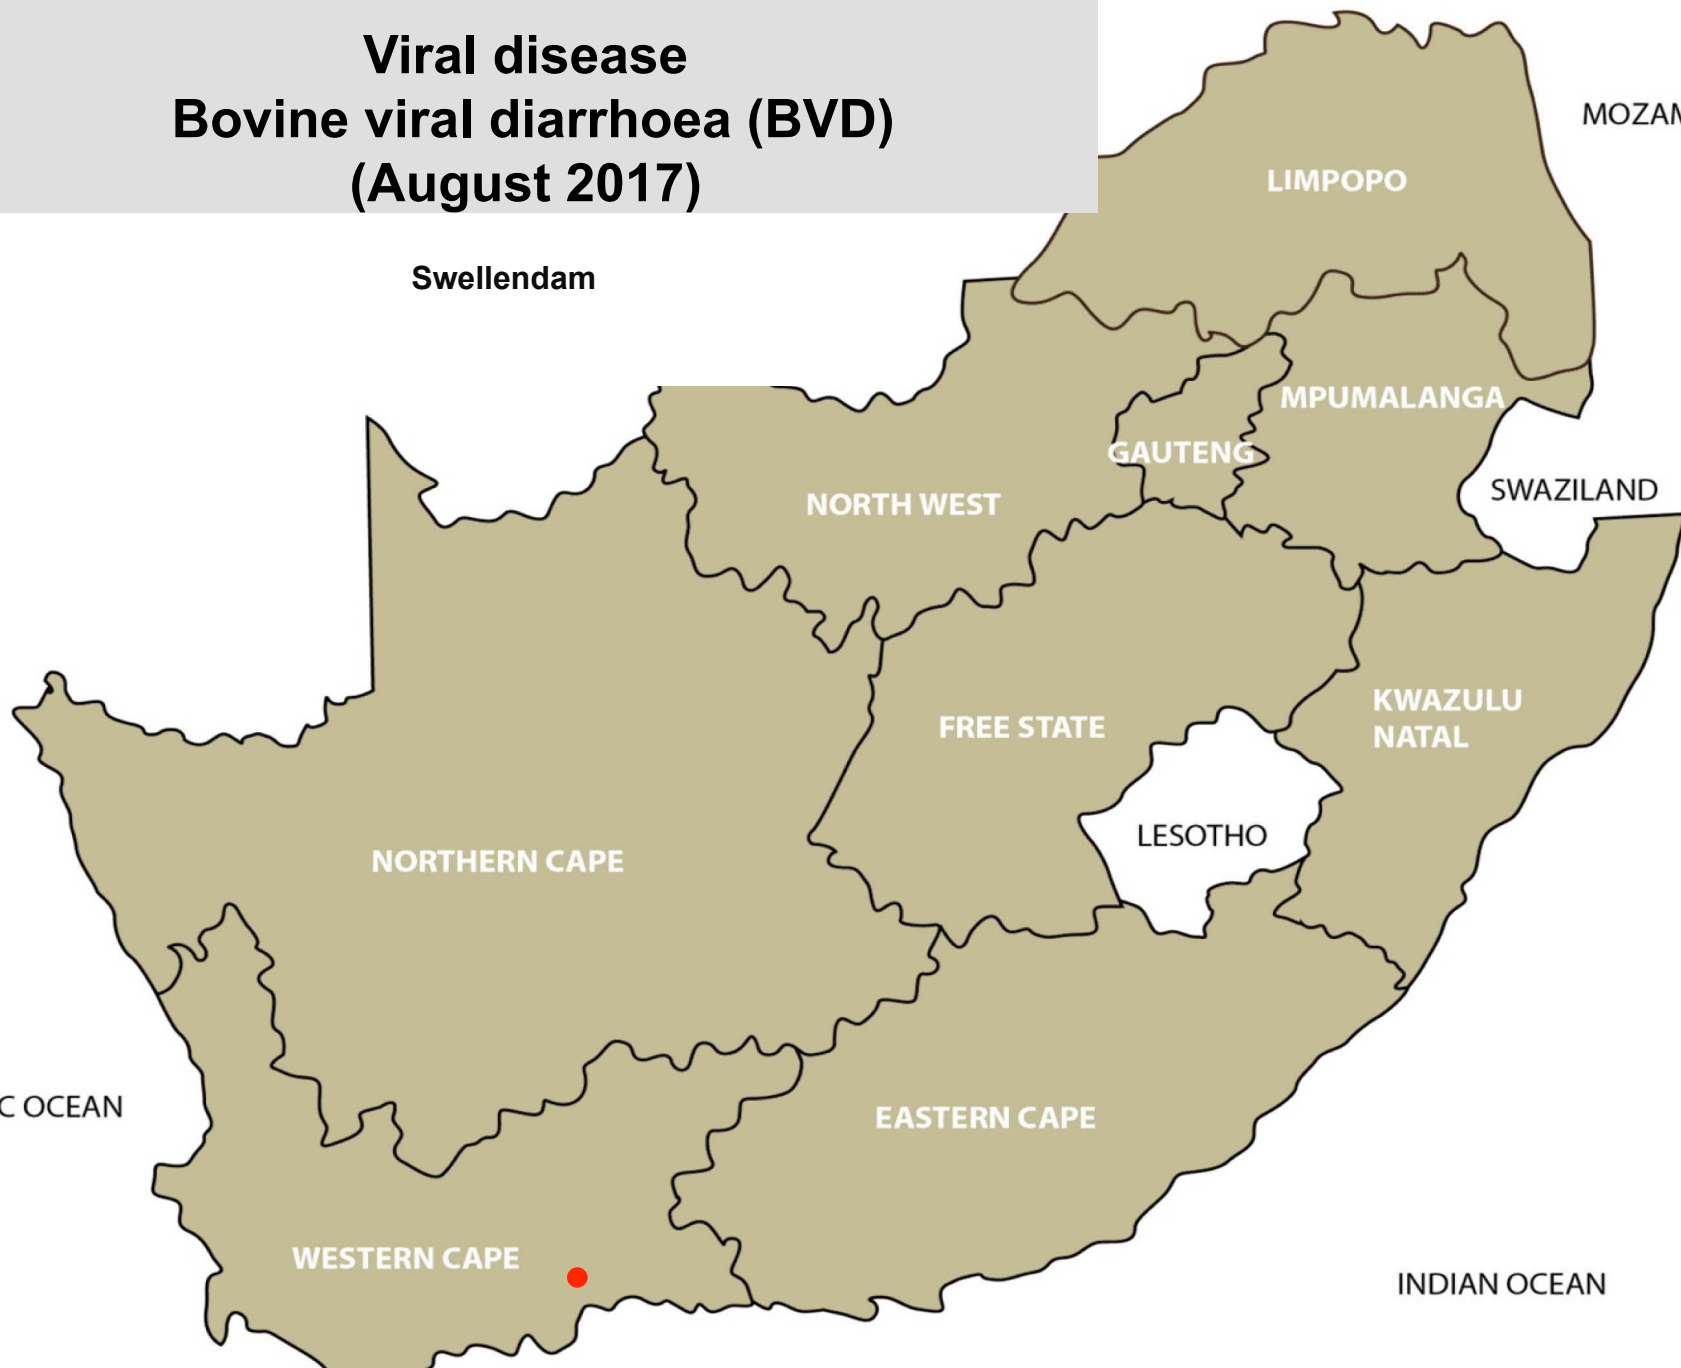 Viral disease
Bovine viral diarrhoea (BVD)
(August 2017)
MOZAM
LIMPOPO
Swellendam
MPUMALANGA
GAUTENG
SWAZILAND
NORTH WEST
KWAZULU
NATAL
FREE STATE
LESOTHO
NORTHERN CAPE
C OCEAN
EASTERN CAPE
WESTERN CAPE
INDIAN OCEAN